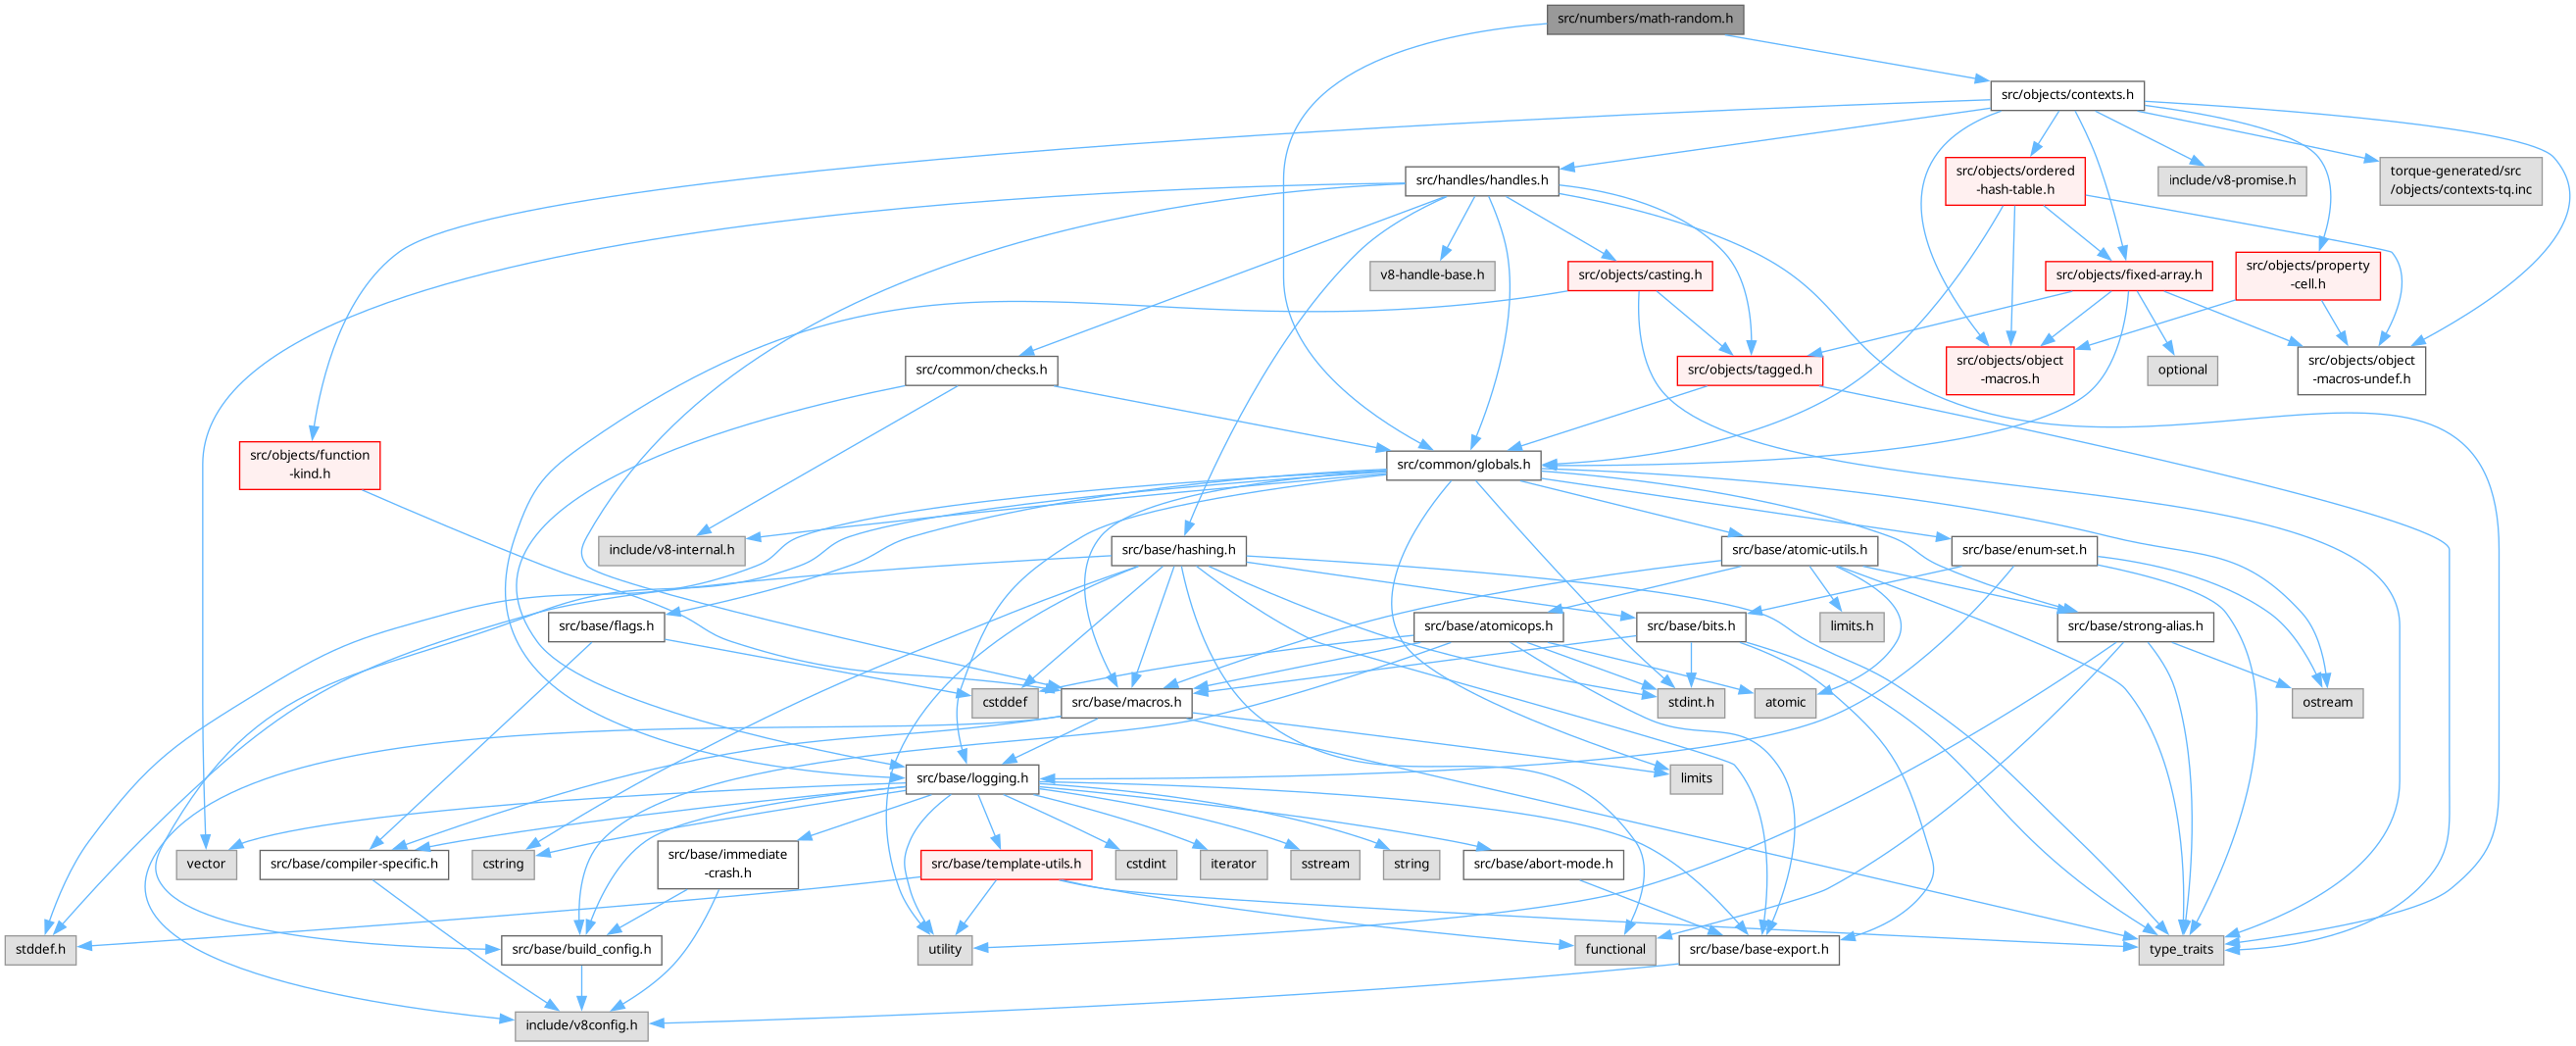 src/numbers/math-random.h
src/objects/contexts.h
src/handles/handles.h
src/objects/ordered
-hash-table.h
include/v8-promise.h
torque-generated/src
/objects/contexts-tq.inc
v8-handle-base.h
src/objects/casting.h
src/objects/fixed-array.h
src/objects/property
-cell.h
src/common/checks.h
src/objects/tagged.h
src/objects/object
-macros.h
optional
src/objects/object
-macros-undef.h
src/objects/function
-kind.h
src/common/globals.h
include/v8-internal.h
src/base/hashing.h
src/base/atomic-utils.h
src/base/enum-set.h
src/base/flags.h
src/base/atomicops.h
src/base/bits.h
limits.h
src/base/strong-alias.h
cstddef
src/base/macros.h
stdint.h
atomic
ostream
src/base/logging.h
limits
vector
src/base/compiler-specific.h
cstring
src/base/immediate
-crash.h
src/base/template-utils.h
cstdint
iterator
sstream
string
src/base/abort-mode.h
stddef.h
src/base/build_config.h
utility
functional
src/base/base-export.h
type_traits
include/v8config.h